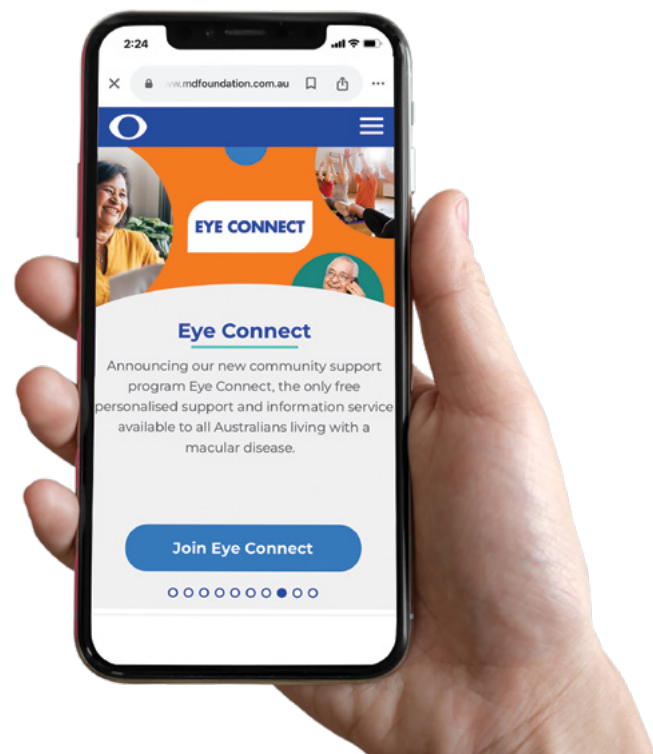 2:24
.mdfoundation.com.au
EYE CONNECT
Eye Connect
Announcing our new community support
program Eye Connect, the only free
personalised support and information service
available to all Australians living with a
macular disease.
Join Eye Connect